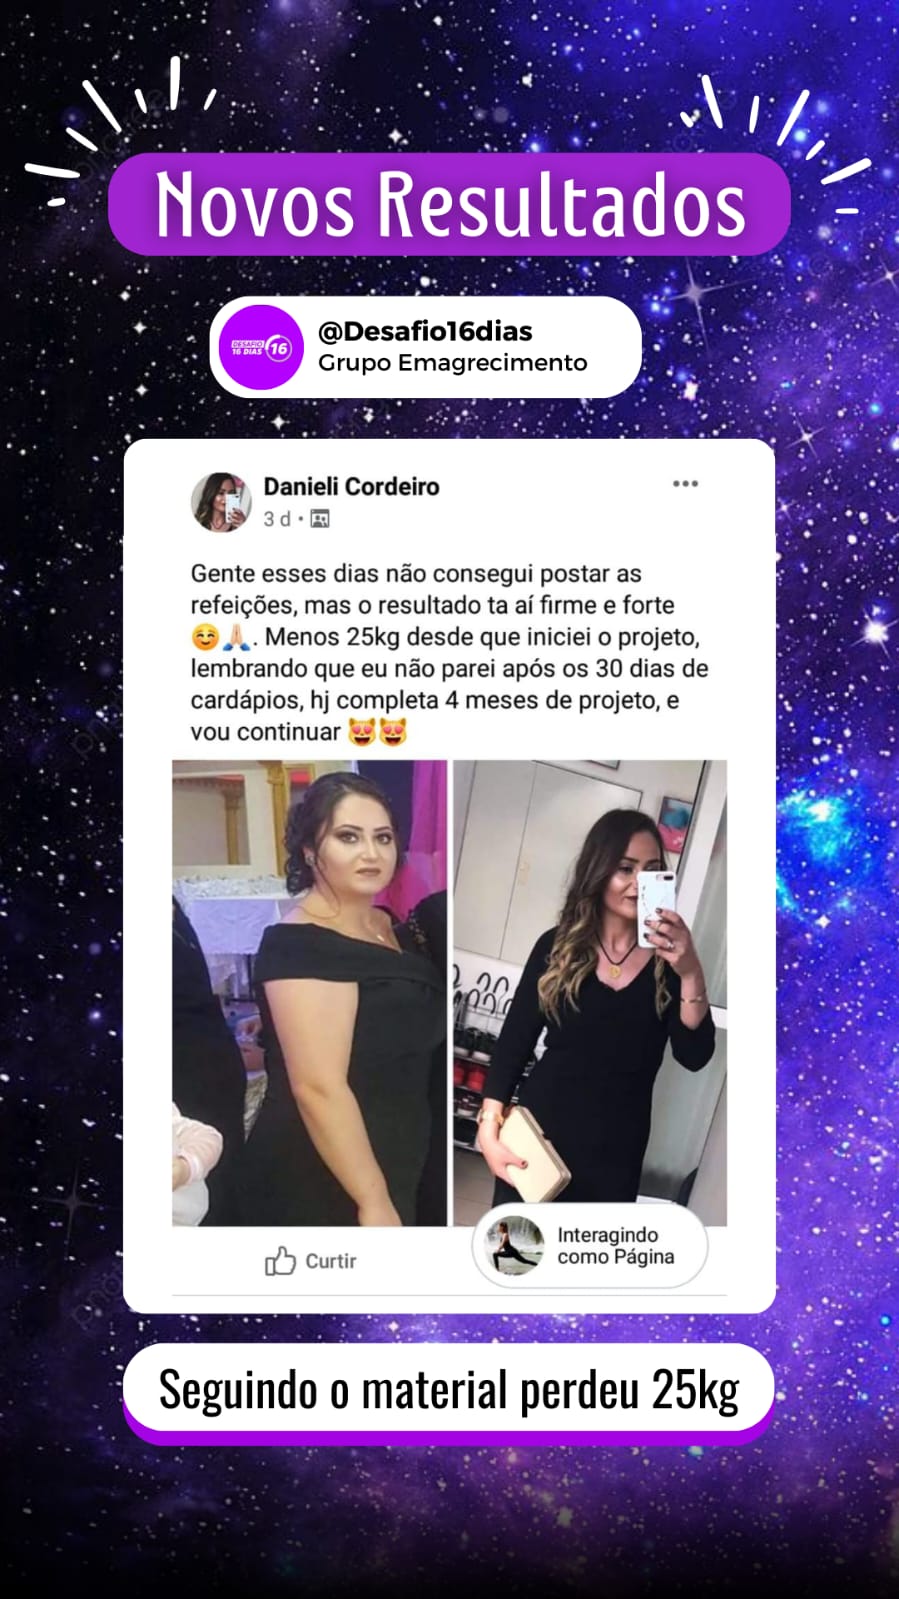 Novos Resultados
DESAFIO
16 DIAS 16
@Desafio16dias
Grupo Emagrecimento
Danieli Cordeiro
3 d •
Gente esses dias não consegui postar as
refeições, mas o resultado ta aí firme e forte
😊🙏🏻. Menos 25kg desde que iniciei o projeto,
lembrando que eu não parei após os 30 dias de
cardápios, hj completa 4 meses de projeto, e
vou continuar 😻😻
Curtir
Interagindo
como Página
Seguindo o material perdeu 25kg